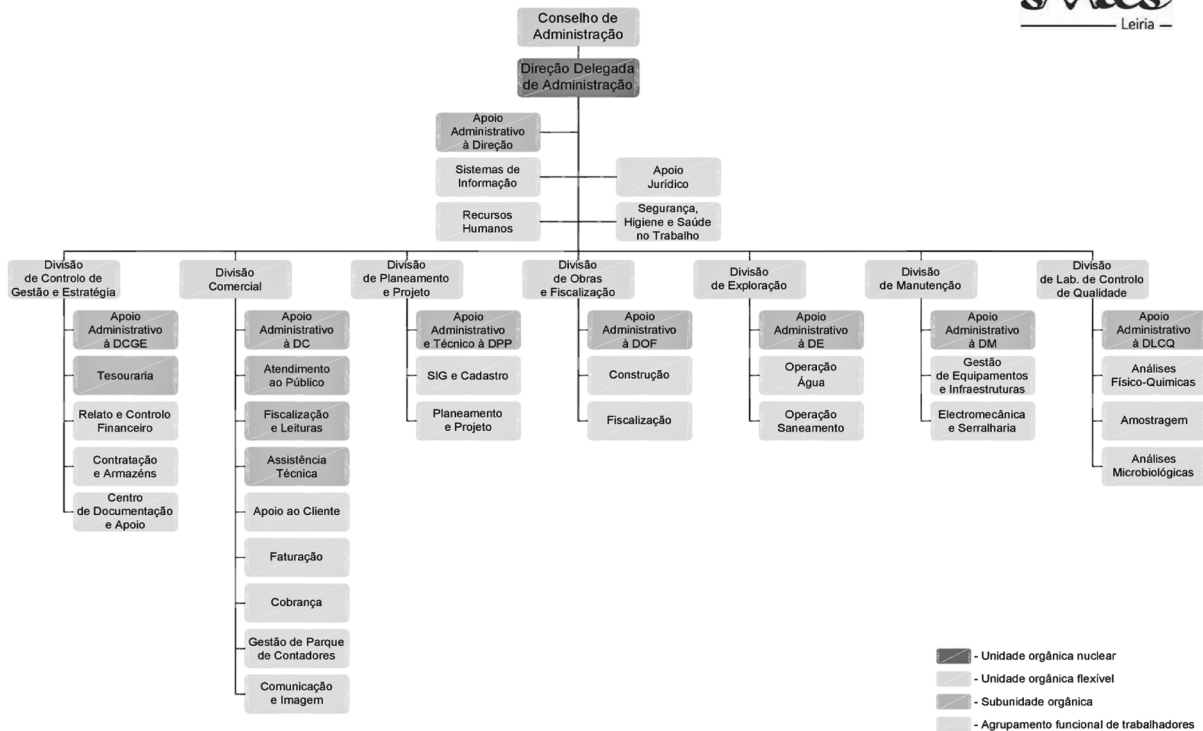 smas
Leiria
Conselho de
Administração
Direção Delegada
de Administração
Apoio
Administrativo
à Direção
Sistemas de
Informação
Apoio
Jurídico
Recursos
Humanos
Segurança,
Higiene e Saúde
no Trabalho
Divisão
de Controlo de
Gestão e Estratégia
Apoio
Administrativo
à DCGE
Tesouraria
Relato e Controlo
Financeiro
Contratação
e Armazéns
Centro
de Documentação
e Apoio
Divisão
Comercial
Apoio
Administrativo
à DC
Atendimento
ao Público
Fiscalização
e Leituras
Assistência
Técnica
Apoio ao Cliente
Faturação
Cobrança
Gestão de Parque
de Contadores
Comunicação
e Imagem
Divisão
de Planeamento
e Projeto
Apoio
Administrativo
e Técnico à DPP
SIG e Cadastro
Planeamento
e Projeto
Divisão
de Obras
e Fiscalização
Apoio
Administrativo
à DOF
Construção
Fiscalização
Divisão
de Exploração
Apoio
Administrativo
à DE
Operação
Água
Operação
Saneamento
Divisão
de Manutenção
Apoio
Administrativo
à DM
Gestão
de Equipamentos
e Infraestruturas
Electromecânica
e Serralharia
Divisão
de Lab. de Controlo
de Qualidade
Apoio
Administrativo
à DLCQ
Análises
Físico-Quimicas
Amostragem
Análises
Microbiológicas
- Unidade orgânica nuclear
- Unidade orgânica flexível
- Subunidade orgânica
- Agrupamento funcional de trabalhadores